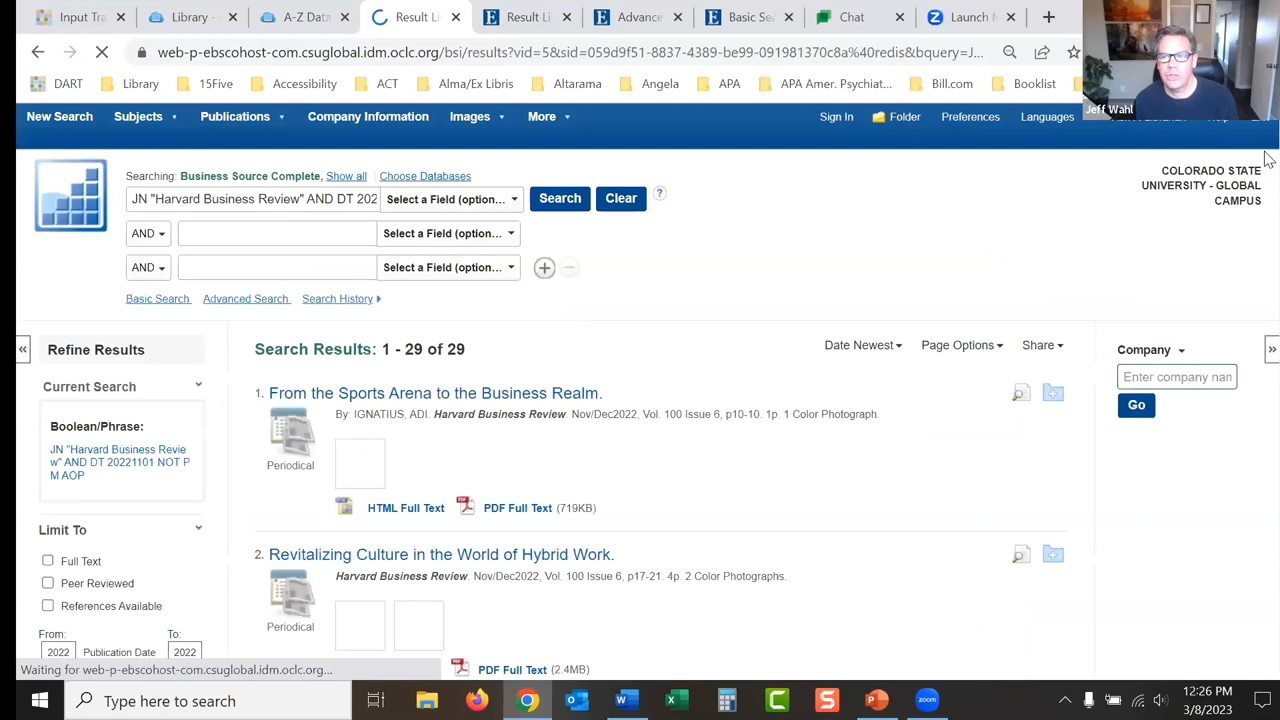 Input Tra
Library -
A-Z Data
Result Li
Result Li
Advance
Basic Se
Chat
Launch M
web-p-ebscohost-com.csuglobal.idm.oclc.org/bsi/results?vid=5&sid=059d9f51-8837-4389-be99-091981370c8a%40redis&bquery=J...
DART
Library
15Five
Accessibility
ACT
Alma/Ex Libris
Altarama
Angela
APA
APA Amer. Psychiat...
Bill.com
Booklist
Jeff Wahl
New Search
Subjects
Publications
Company Information
Images
More
Sign In
Folder
Preferences
Languages
Searching: Business Source Complete, Show all | Choose Databases
JN "Harvard Business Review" AND DT 202
Select a Field (option...
Search
Clear
?
AND
Select a Field (option...
AND
Select a Field (option...
Basic Search
Advanced Search
Search History
COLORADO STATE
UNIVERSITY - GLOBAL
CAMPUS
Refine Results
Current Search
Boolean/Phrase:
JN "Harvard Business Revie
w" AND DT 20221101 NOT P
M AOP
Limit To
Full Text
Peer Reviewed
References Available
From:
To:
2022
Publication Date
2022
Search Results: 1 - 29 of 29
Date Newest
Page Options
Share
1. From the Sports Arena to the Business Realm.
By: IGNATIUS, ADI. Harvard Business Review. Nov/Dec2022, Vol. 100 Issue 6, p10-10. 1p. 1 Color Photograph.
Periodical
HTML Full Text
PDF Full Text (719KB)
2. Revitalizing Culture in the World of Hybrid Work.
Harvard Business Review. Nov/Dec2022, Vol. 100 Issue 6, p17-21. 4p. 2 Color Photographs.
Periodical
PDF Full Text (2.4MB)
Company
Enter company nam
Go
Waiting for web-p-ebscohost-com.csuglobal.idm.oclc.org...
Type here to search
12:26 PM
3/8/2023